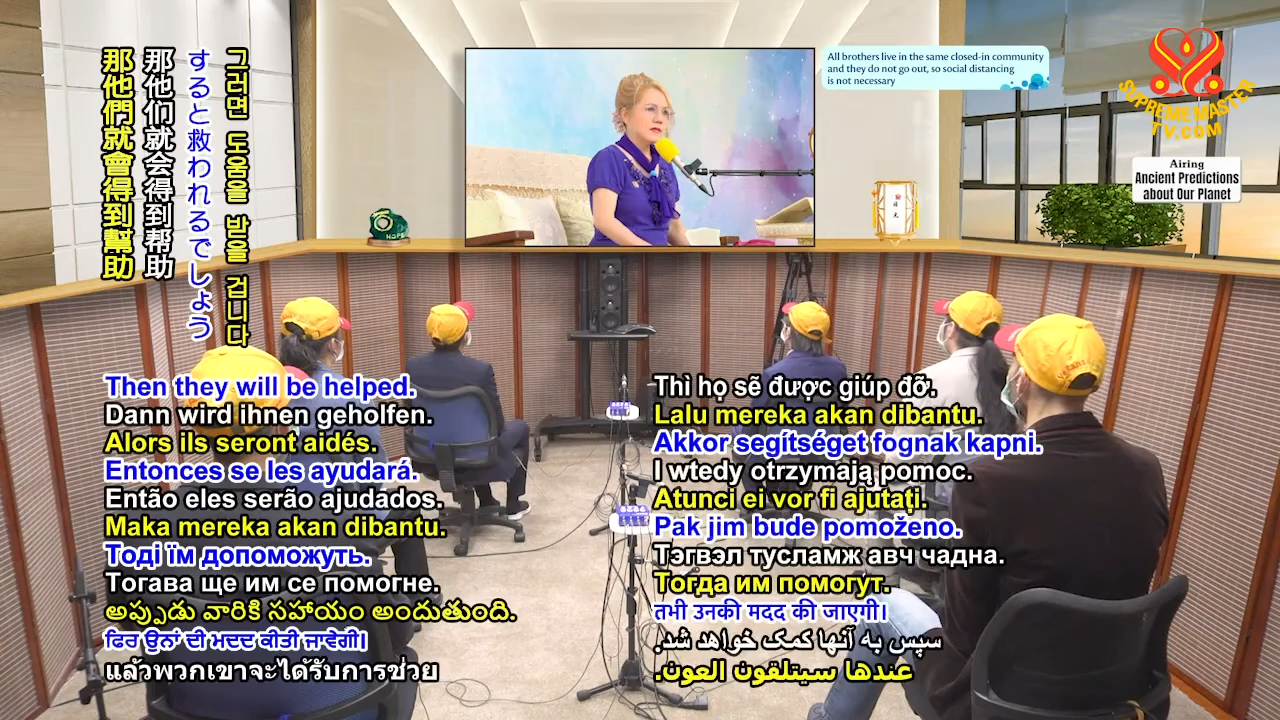 All brothers live in the same closed-in community
and they do not go out, so social distancing
is not necessary
SUPREME MASTER
TV.COM
Airing
Ancient Predictions
about Our Planet
HOPE
그러면 도움을 받을 겁니다
すると救われるでしょう
那他们就会得到帮助
那他們就會得到幫助
Then they will be helped.
Dann wird ihnen geholfen.
Alors ils seront aidés.
Entonces se les ayudará.
Então eles serão ajudados.
Maka mereka akan dibantu.
Тоді їм допоможуть.
Тогава ще им се помогне.
అప్పుడు వారికి సహాయం అందుతుంది.
ਫਿਰ ਉਨਾਂ ਦੀ ਮਦਦ ਕੀਤੀ ਜਾਵੇਗੀ।
แล้วพวกเขาจะได้รับการช่วย
Thì họ sẽ được giúp đỡ.
Lalu mereka akan dibantu.
Akkor segítséget fognak kapni.
I wtedy otrzymają pomoc.
Atunci ei vor fi ajutați.
Pak jim bude pomoženo.
Тэгвэл тусламж авч чадна.
Тогда им помогут.
तभी उनकी मदद की जाएगी।
سپس به آنها کمک خواهد شد.
عندها سيتلقون العون.